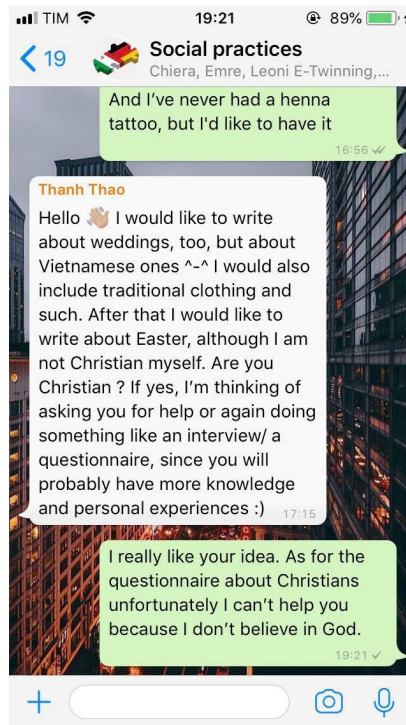 TIM 19:21 89%
19 Social practices
Chiera, Emre, Leoni E-Twinning,...
And I've never had a henna
tattoo, but I'd like to have it
16:56
Thanh Thao
Hello 👋🏼 I would like to write
about weddings, too, but about
Vietnamese ones ^-^ I would also
include traditional clothing and
such. After that I would like to
write about Easter, although I am
not Christian myself. Are you
Christian ? If yes, I'm thinking of
asking you for help or again doing
something like an interview/ a
questionnaire, since you will
probably have more knowledge
and personal experiences :) 17:15
I really like your idea. As for the
questionnaire about Christians
unfortunately I can't help you
because I don't believe in God.
19:21